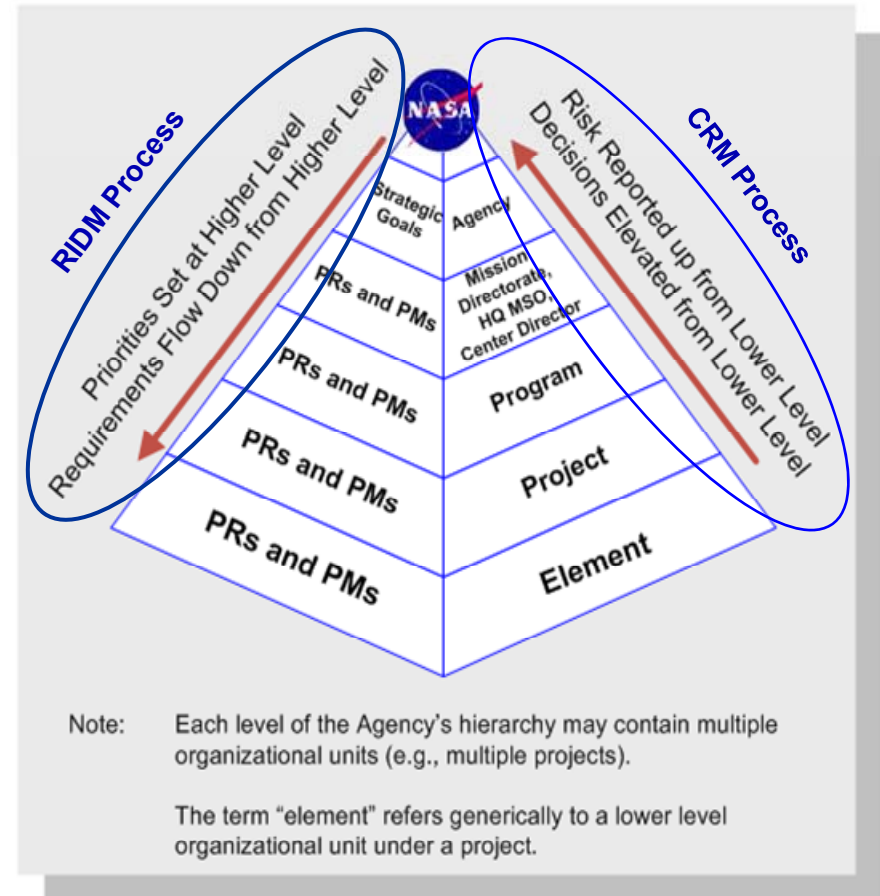 NASA
RIDM Process
Priorities Set at Higher Level
Requirements Flow Down from Higher Level
CRM Process
Risk Reported up from Lower Level
Decisions Elevated from Lower Level
Strategic
Goals
Agency
PRs and PMs
Mission
Directorate,
HQ MSO,
Center Director
PRs and PMs
Program
PRs and PMs
Project
PRs and PMs
Element
Note: Each level of the Agency’s hierarchy may contain multiple
organizational units (e.g., multiple projects).
The term “element” refers generically to a lower level
organizational unit under a project.